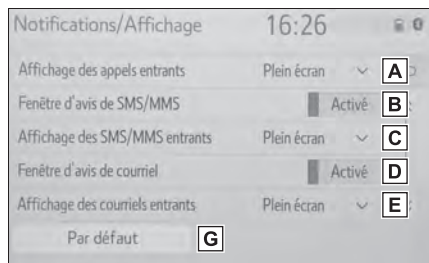 Notifications/Affichage 16:26
Affichage des appels entrants Plein écran A
Fenêtre d'avis de SMS/MMS Activé B
Affichage des SMS/MMS entrants Plein écran C
Fenêtre d'avis de courriel Activé D
Affichage des courriels entrants Plein écran E
Par défaut G